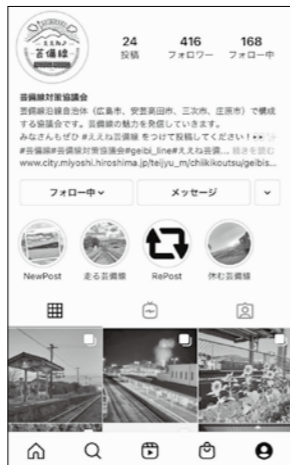 ええね♪
芸備線
24 416 168
投稿 フォロワー フォロー中
芸備線対策協議会
芸備線沿線自治体（広島市、安芸高田市、三次市、庄原市）で構成
する協議会です。芸備線の魅力を発信していきます。
みなさんもぜひ #ええね芸備線 をつけて投稿してください！
#芸備線#芸備線対策協議会#geibi_line#ええね芸備... 続きを読む
www.city.miyoshi.hiroshima.jp/teijyu_m/chiikikoutsu/geibis...
フォロー中 メッセージ
NewPost 走る芸備線 RePost 休む芸備線